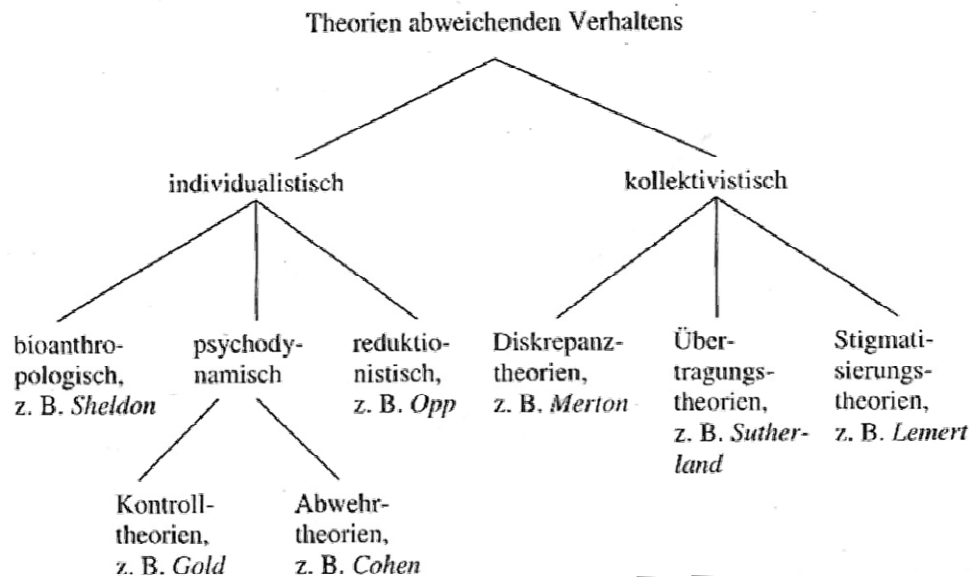 Theorien abweichenden Verhaltens
individualistisch
kollektivistisch
bioanthro-
pologisch,
z. B. Sheldon
psychody-
namisch
reduktio-
nistisch,
z. B. Opp
Diskrepanz-
theorien,
z. B. Merton
Über-
tragungs-
theorien,
z. B. Suther-
land
Stigmati-
sierungs-
theorien,
z. B. Lemert
Kontroll-
theorien,
z. B. Gold
Abwehr-
theorien,
z. B. Cohen